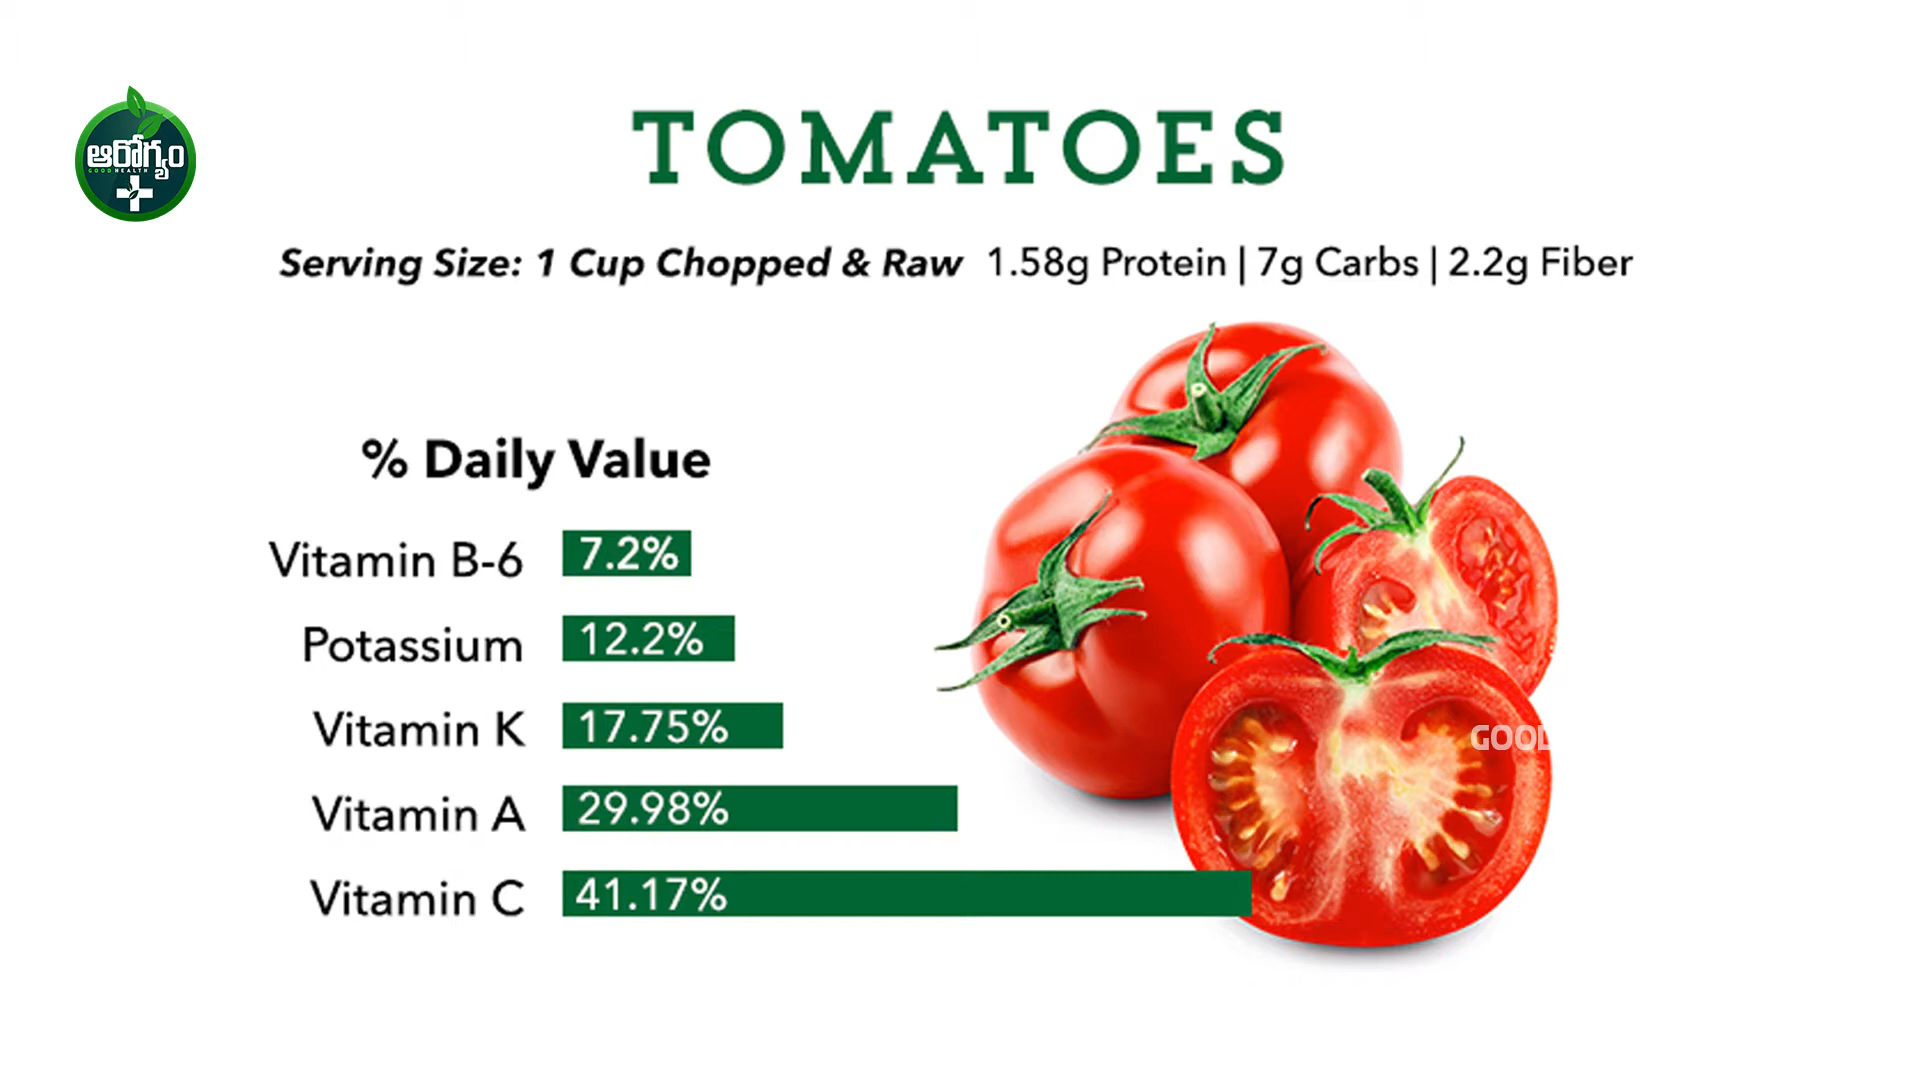 ఆరోగ్యం
GOODHEALTH
TOMATOES
Serving Size: 1 Cup Chopped & Raw 1.58g Protein | 7g Carbs | 2.2g Fiber
% Daily Value
Vitamin B-6 7.2%
Potassium 12.2%
Vitamin K 17.75%
Vitamin A 29.98%
Vitamin C 41.17%